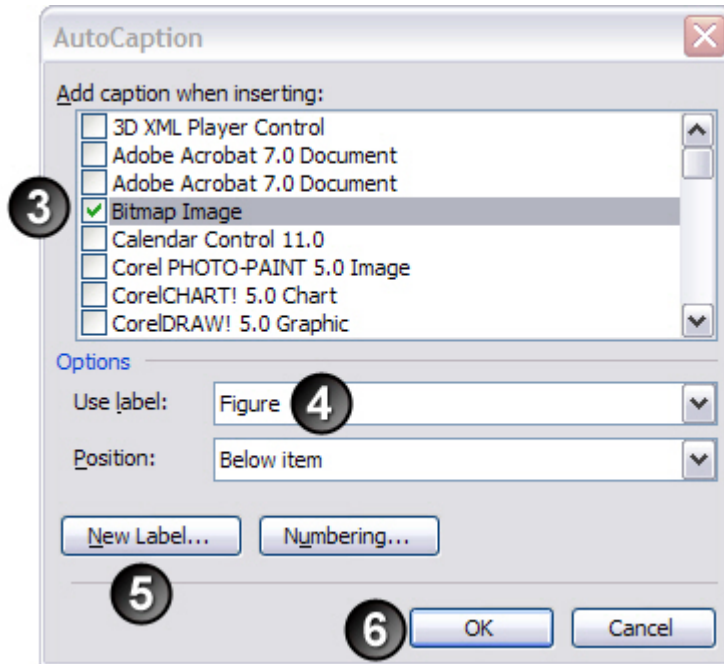 AutoCaption
Add caption when inserting:
3D XML Player Control
Adobe Acrobat 7.0 Document
Adobe Acrobat 7.0 Document
3 Bitmap Image
Calendar Control 11.0
Corel PHOTO-PAINT 5.0 Image
CorelCHART! 5.0 Chart
CorelDRAW! 5.0 Graphic
Options
Use label: Figure 4
Position: Below item
New Label... Numbering...
5
6 OK Cancel